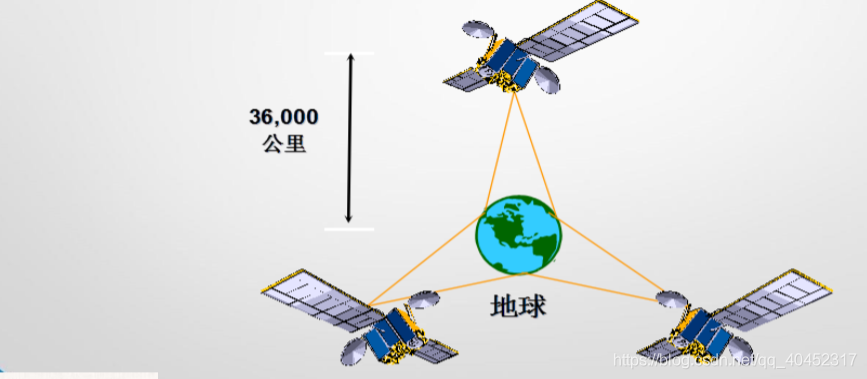 36,000
公里
地球
https://blog.csdn.net/qq_40452317